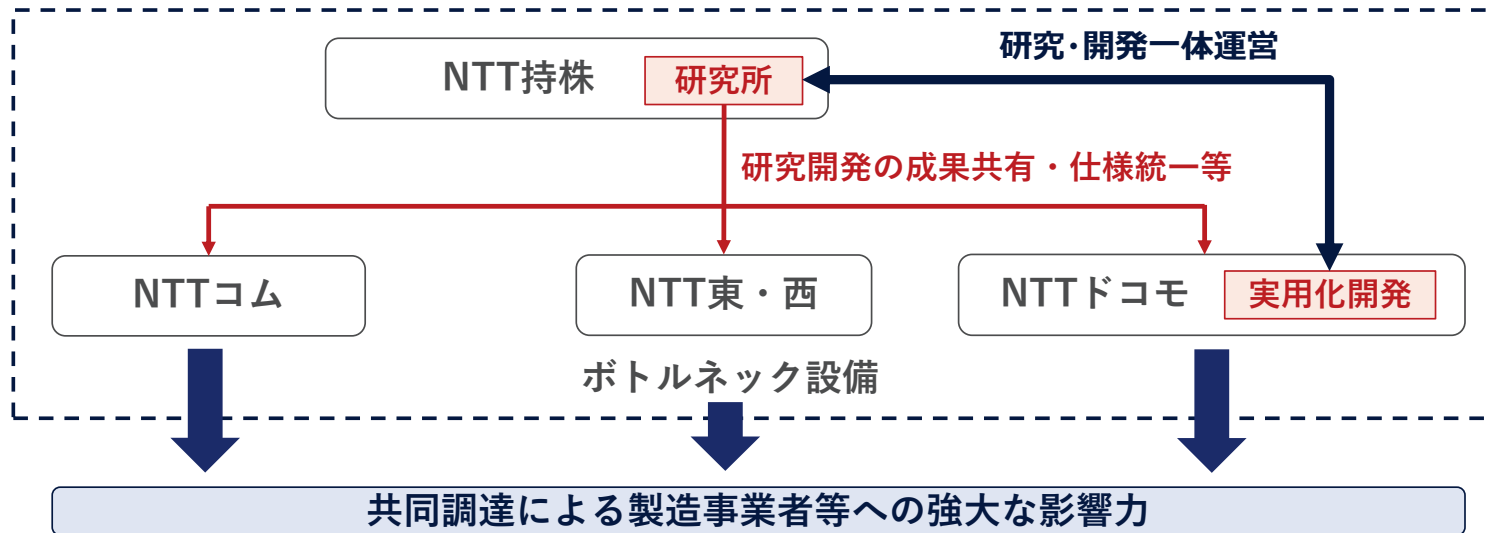 研究･開発一体運営
NTT持株
研究所
研究開発の成果共有・仕様統一等
NTTコム
NTT東・西
NTTドコモ
実用化開発
ボトルネック設備
共同調達による製造事業者等への強大な影響力